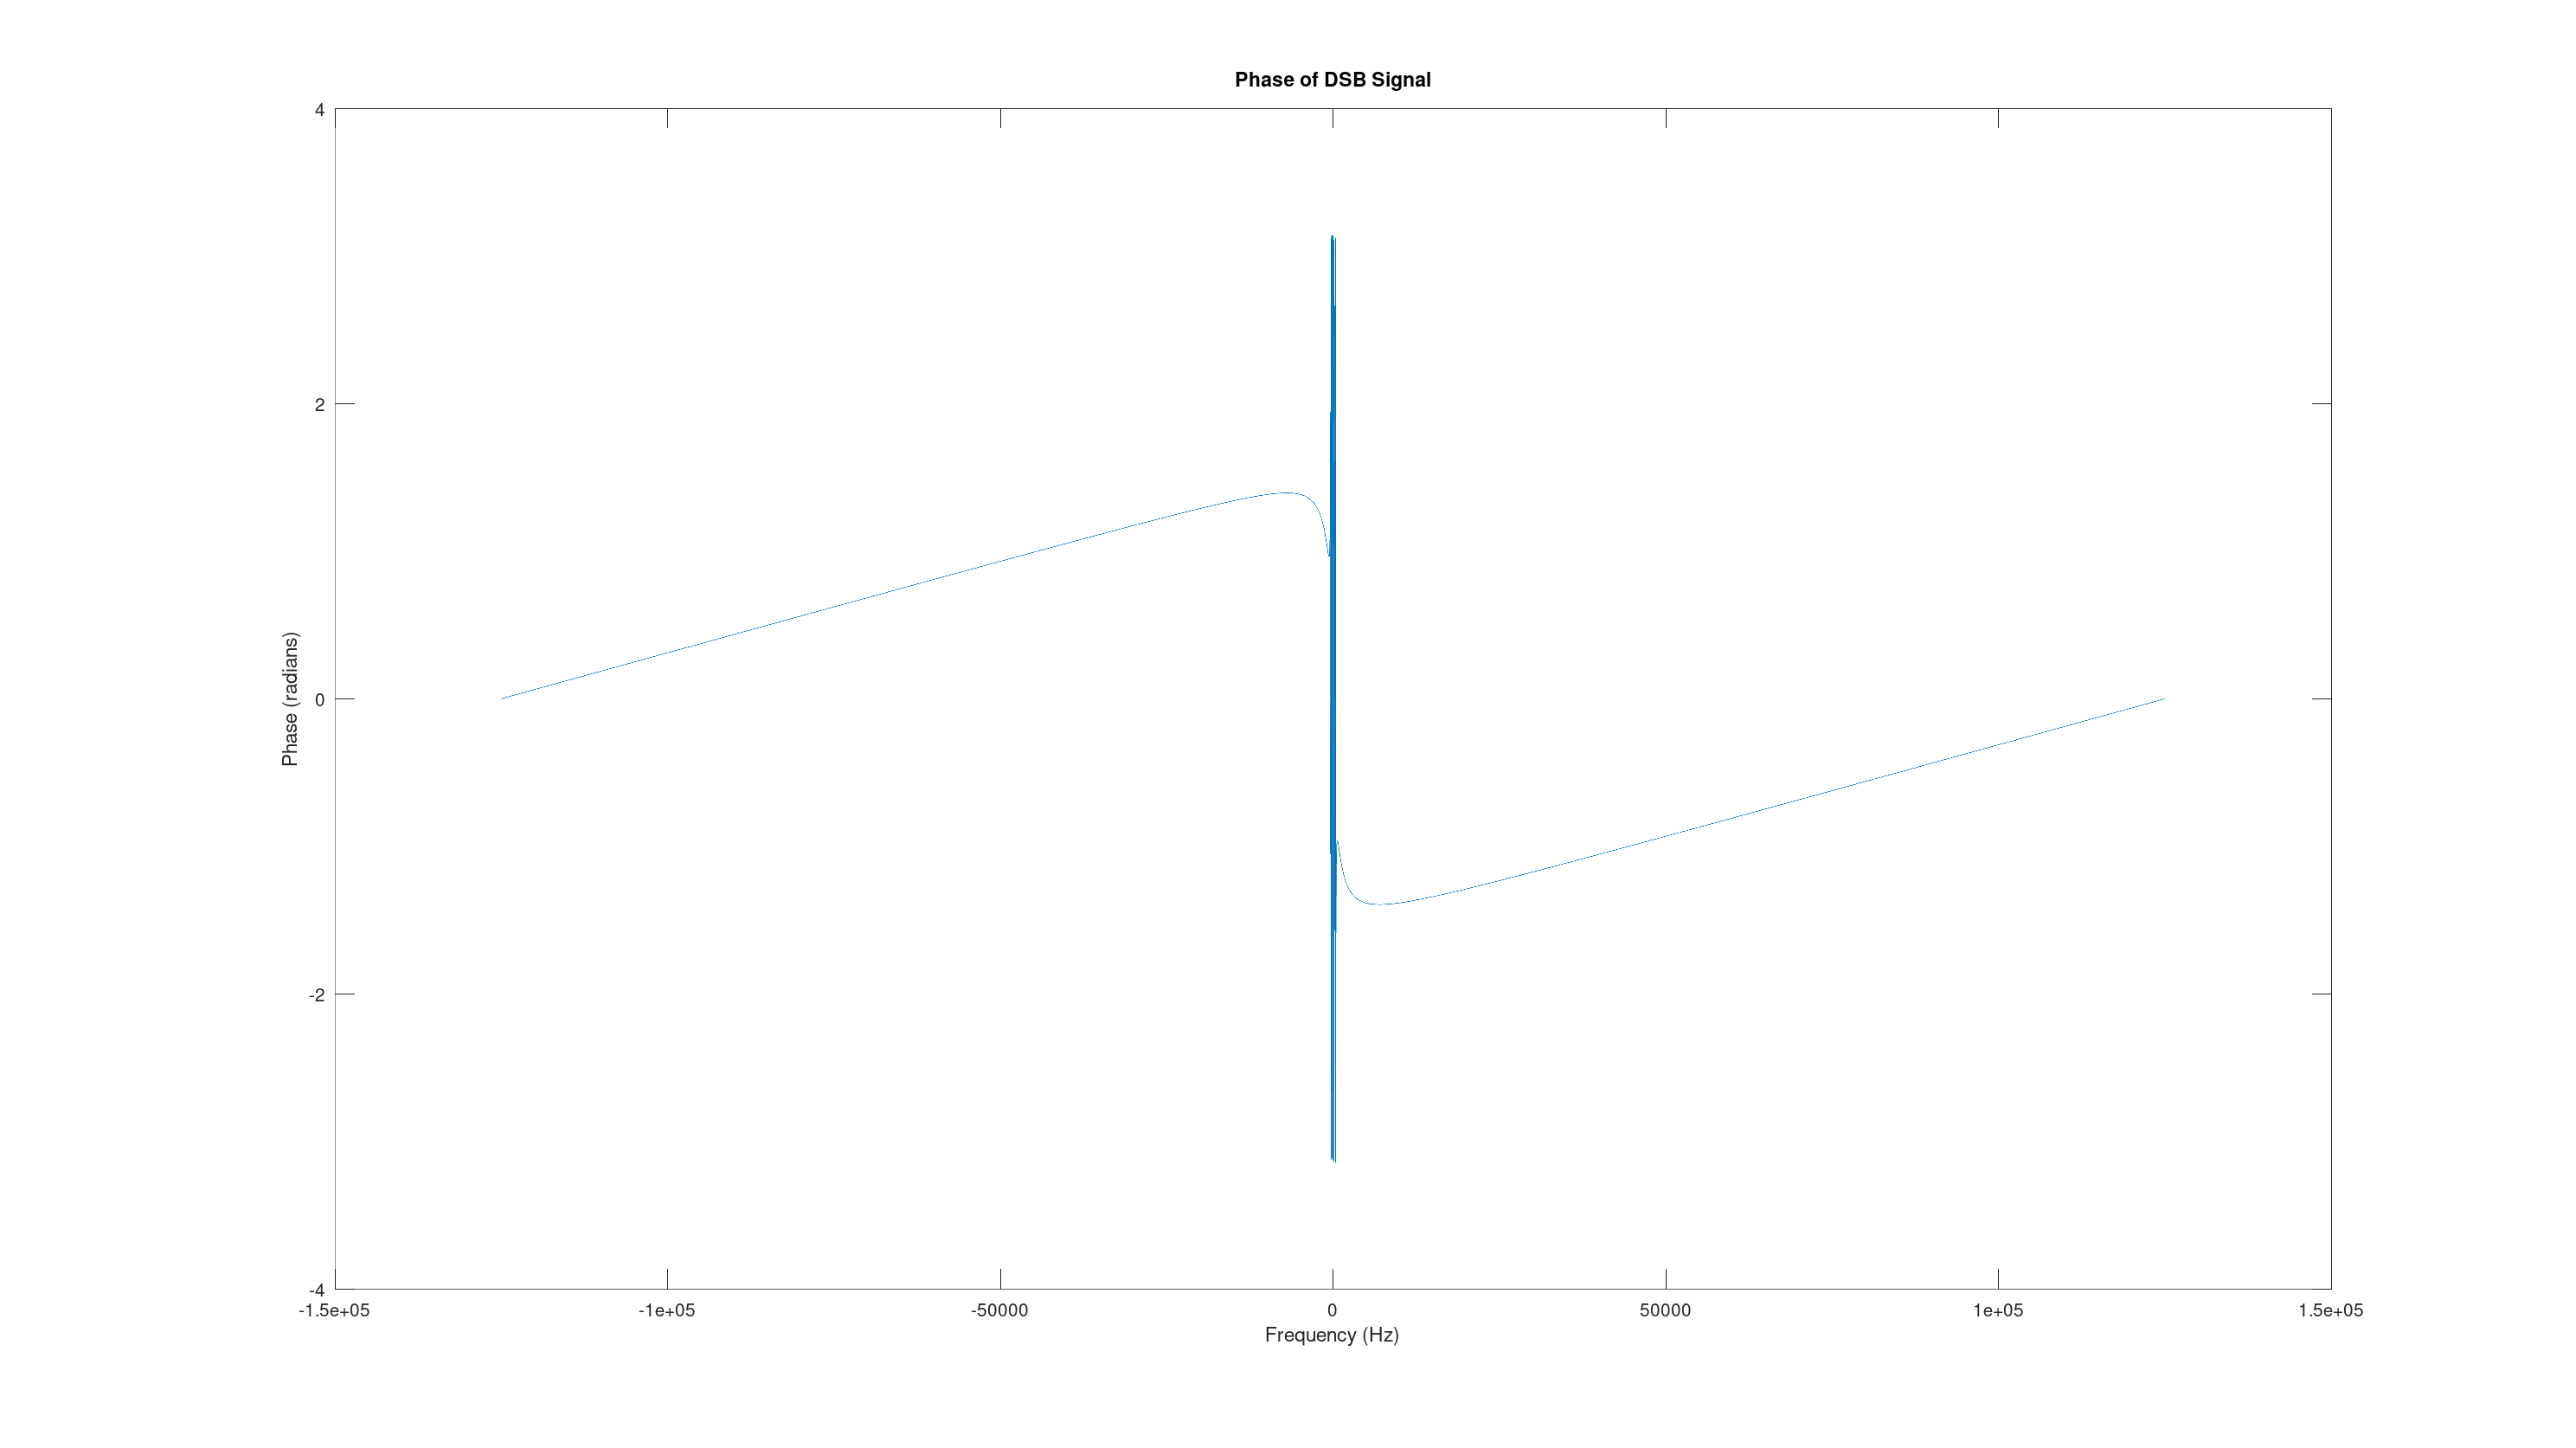 Phase of DSB Signal
4
2
0
-2
-4
Phase (radians)
-1.5e+05 -1e+05 -50000 0 50000 1e+05 1.5e+05
Frequency (Hz)